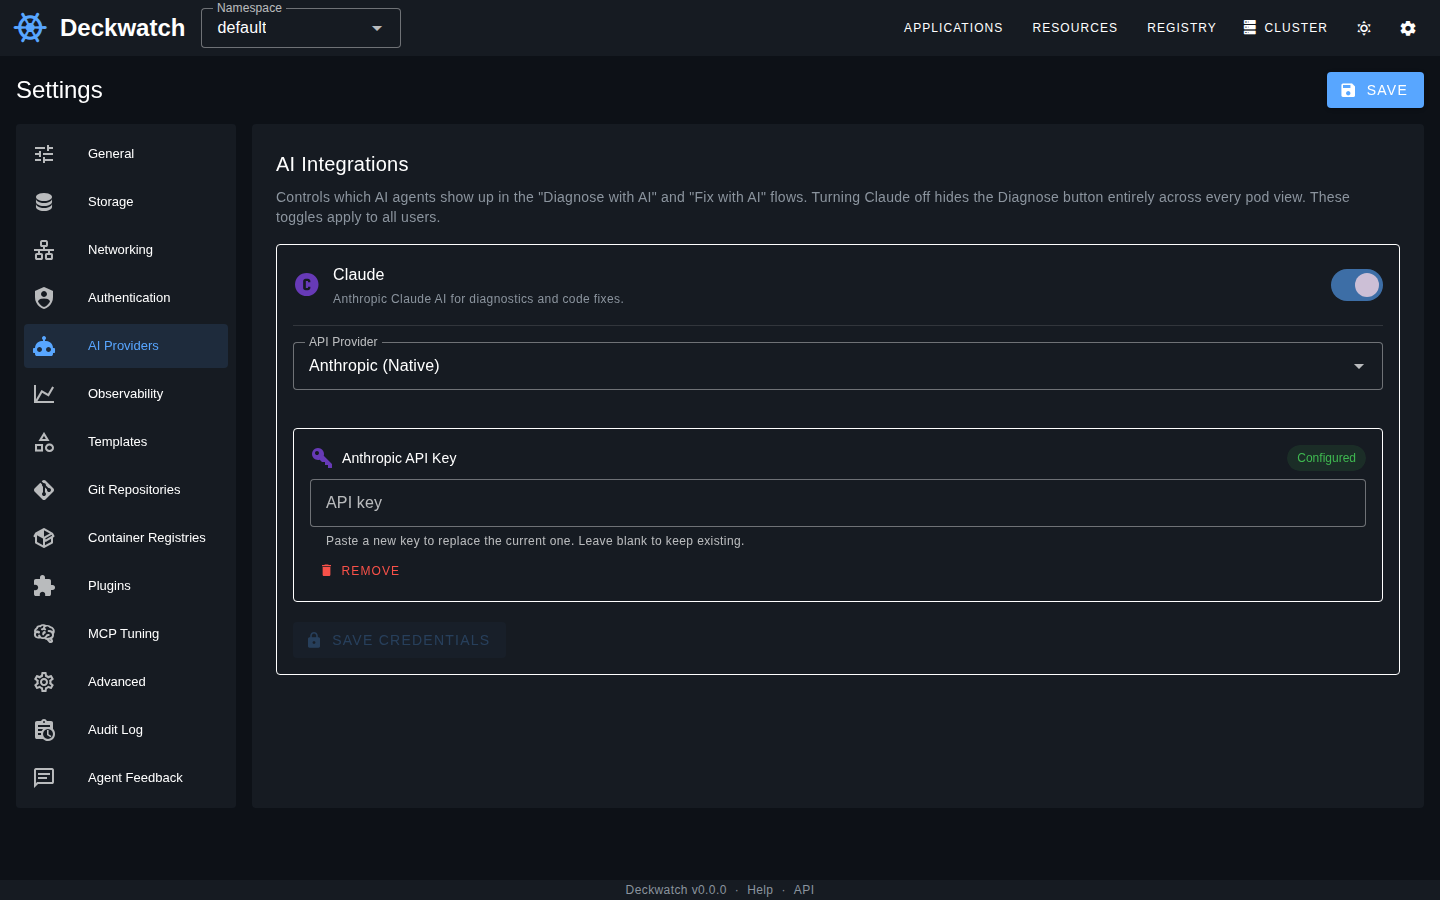 Deckwatch
Namespace
default
APPLICATIONS
RESOURCES
REGISTRY
CLUSTER
Settings
SAVE
General
Storage
Networking
Authentication
AI Providers
Observability
Templates
Git Repositories
Container Registries
Plugins
MCP Tuning
Advanced
Audit Log
Agent Feedback
AI Integrations
Controls which AI agents show up in the "Diagnose with AI" and "Fix with AI" flows. Turning Claude off hides the Diagnose button entirely across every pod view. These
toggles apply to all users.
C
Claude
Anthropic Claude AI for diagnostics and code fixes.
API Provider
Anthropic (Native)
Anthropic API Key
Configured
API key
Paste a new key to replace the current one. Leave blank to keep existing.
REMOVE
SAVE CREDENTIALS
Deckwatch v0.0.0 · Help · API